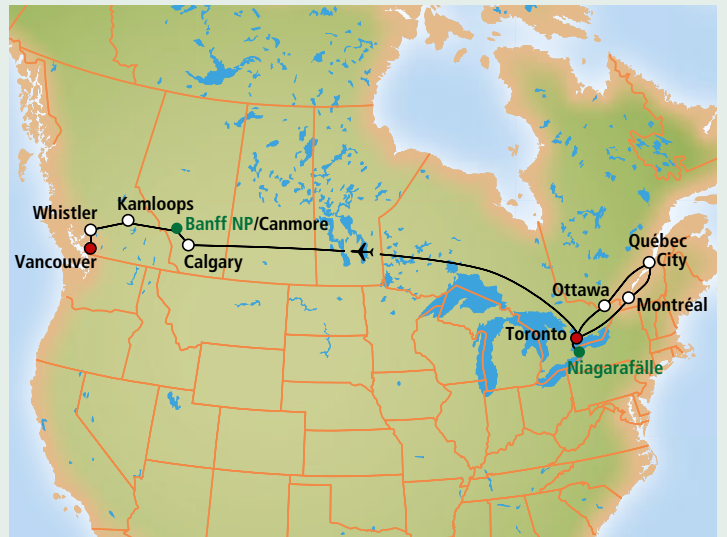 Kamloops
Whistler
Banff NP/Canmore
Vancouver
Calgary
Québec
City
Ottawa
Montréal
Toronto
Niagarafälle